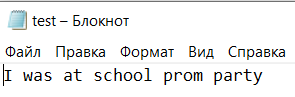 test – Блокнот
Файл Правка Формат Вид Справка
I was at school prom party